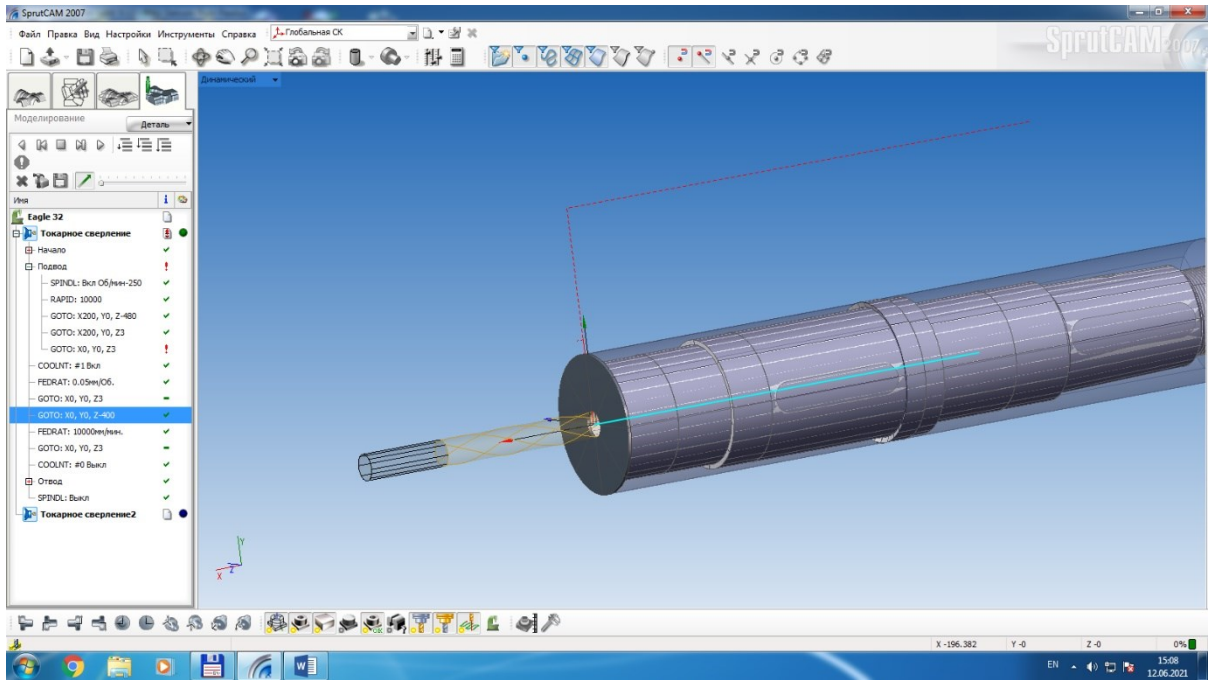 SprutCAM 2007
Файл Правка Вид Настройки Инструменты Справка Глобальная СК
SprutCAM 2007
Динамический
Моделирование
Деталь
Имя
Eagle 32
Токарное сверление
Начало
Подвод
SPINDL: Вкл Об/мин-250
RAPID: 10000
GOTO: X200, Y0, Z-480
GOTO: X200, Y0, Z3
GOTO: X0, Y0, Z3
COOLNT: #1 Вкл
FEDRAT: 0.05мм/Об.
GOTO: X0, Y0, Z3
GOTO: X0, Y0, Z-400
FEDRAT: 10000мм/мин.
GOTO: X0, Y0, Z3
COOLNT: #0 Выкл
Отвод
SPINDL: Выкл
Токарное сверление2
Y
X Z
X -196.382 Y -0 Z -0 0%
EN 15:08
12.06.2021